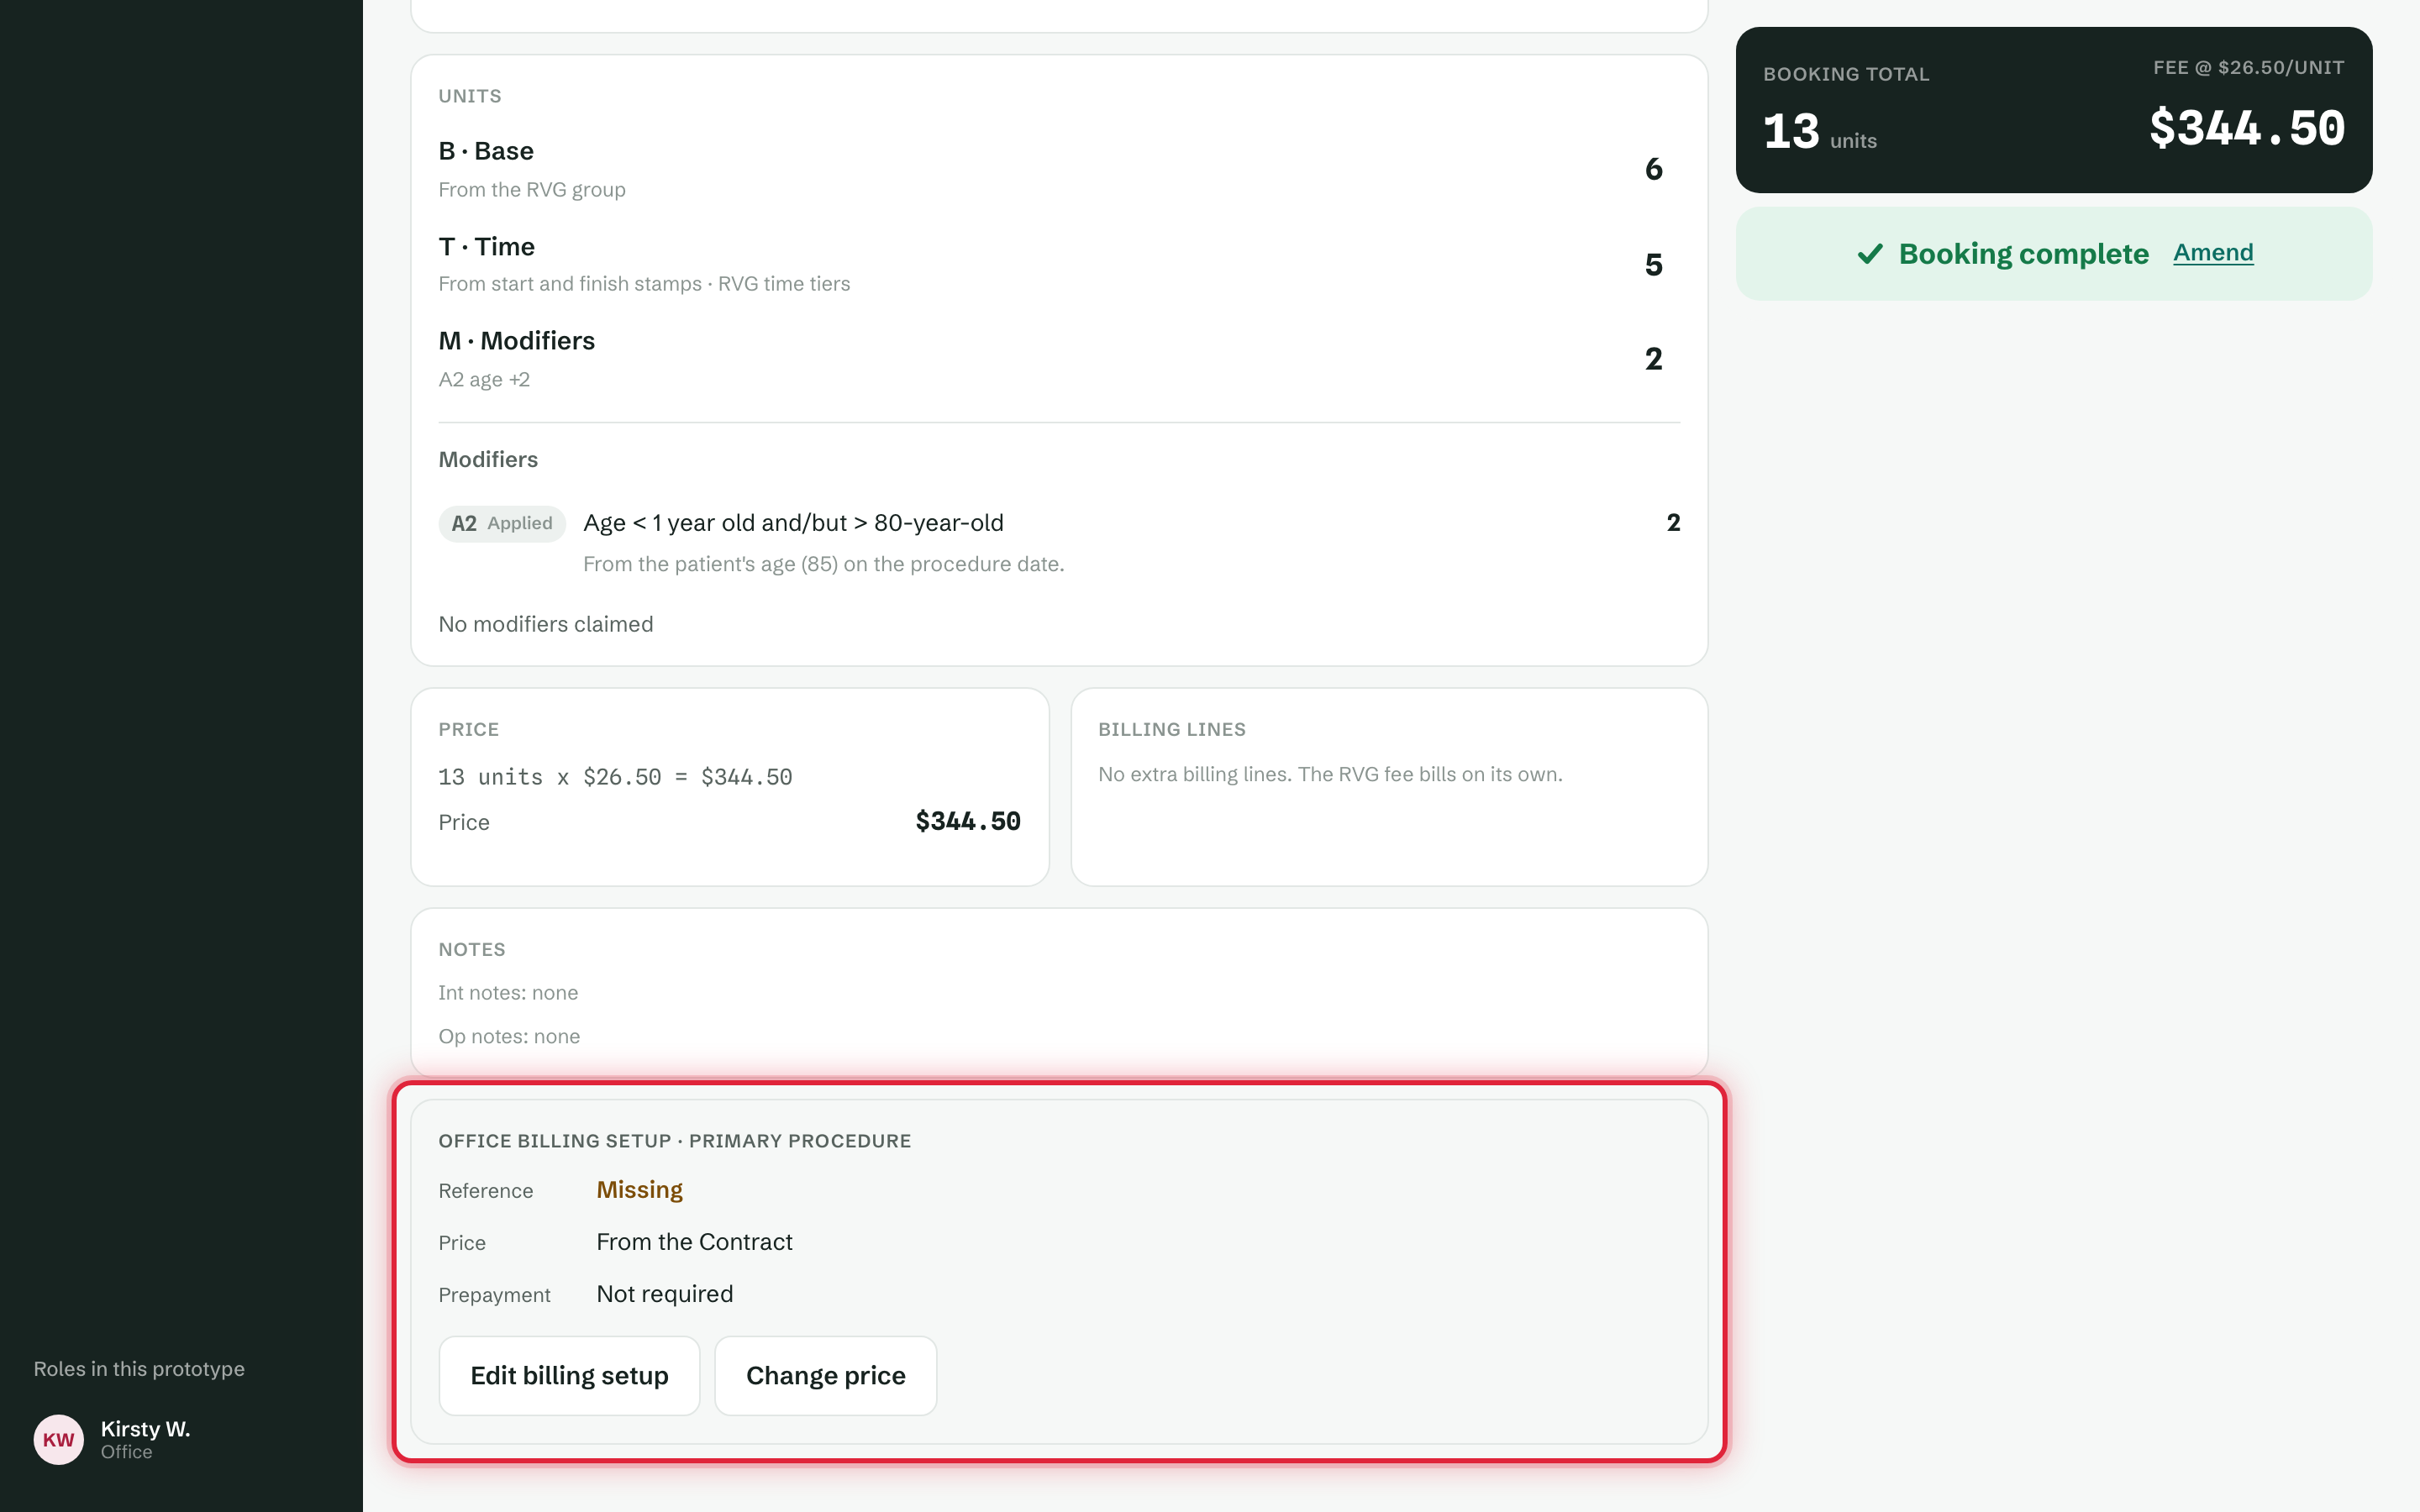 UNITS
B · Base
From the RVG group
6
T · Time
From start and finish stamps · RVG time tiers
5
M · Modifiers
A2 age +2
2
Modifiers
A2 Applied Age < 1 year old and/but > 80-year-old 2
From the patient's age (85) on the procedure date.
No modifiers claimed
PRICE
13 units x $26.50 = $344.50
Price $344.50
BILLING LINES
No extra billing lines. The RVG fee bills on its own.
NOTES
Int notes: none
Op notes: none
OFFICE BILLING SETUP · PRIMARY PROCEDURE
Reference Missing
Price From the Contract
Prepayment Not required
Edit billing setup Change price
BOOKING TOTAL
13 units
FEE @ $26.50/UNIT
$344.50
Booking complete Amend
Roles in this prototype
KW
Kirsty W.
Office